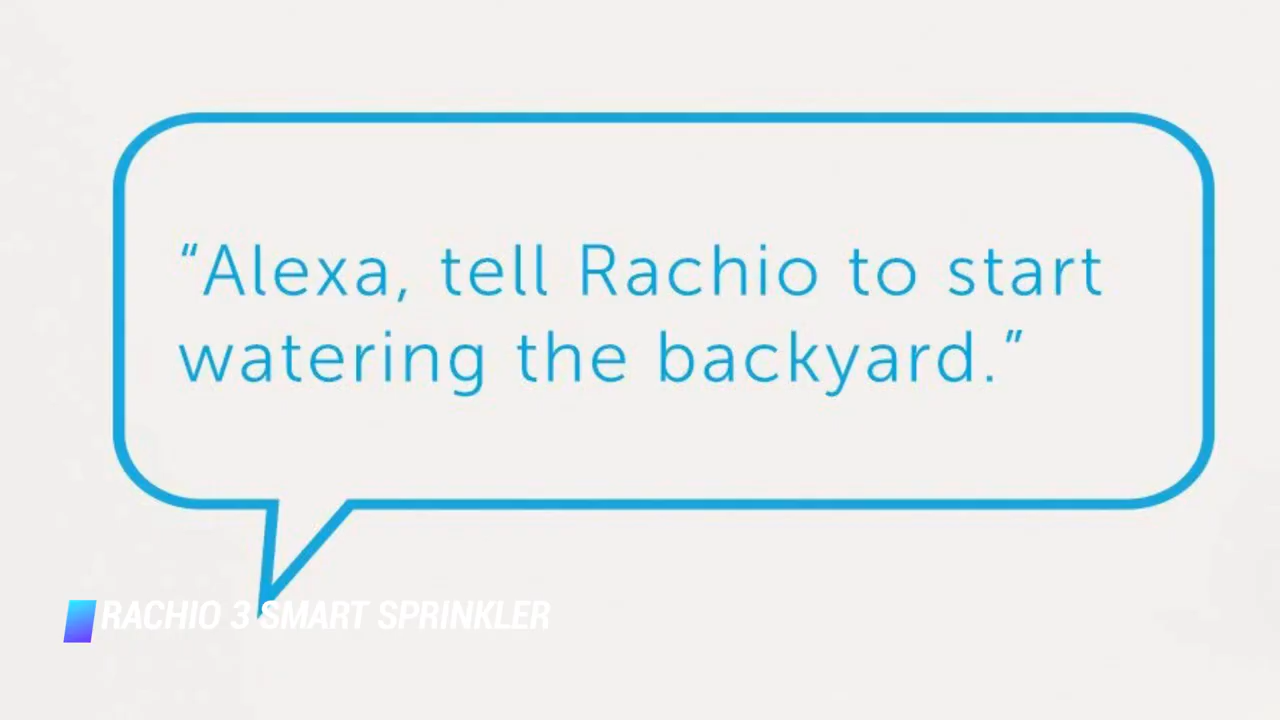 “Alexa, tell Rachio to start
watering the backyard.”
RACHIO 3 SMART SPRINKLER